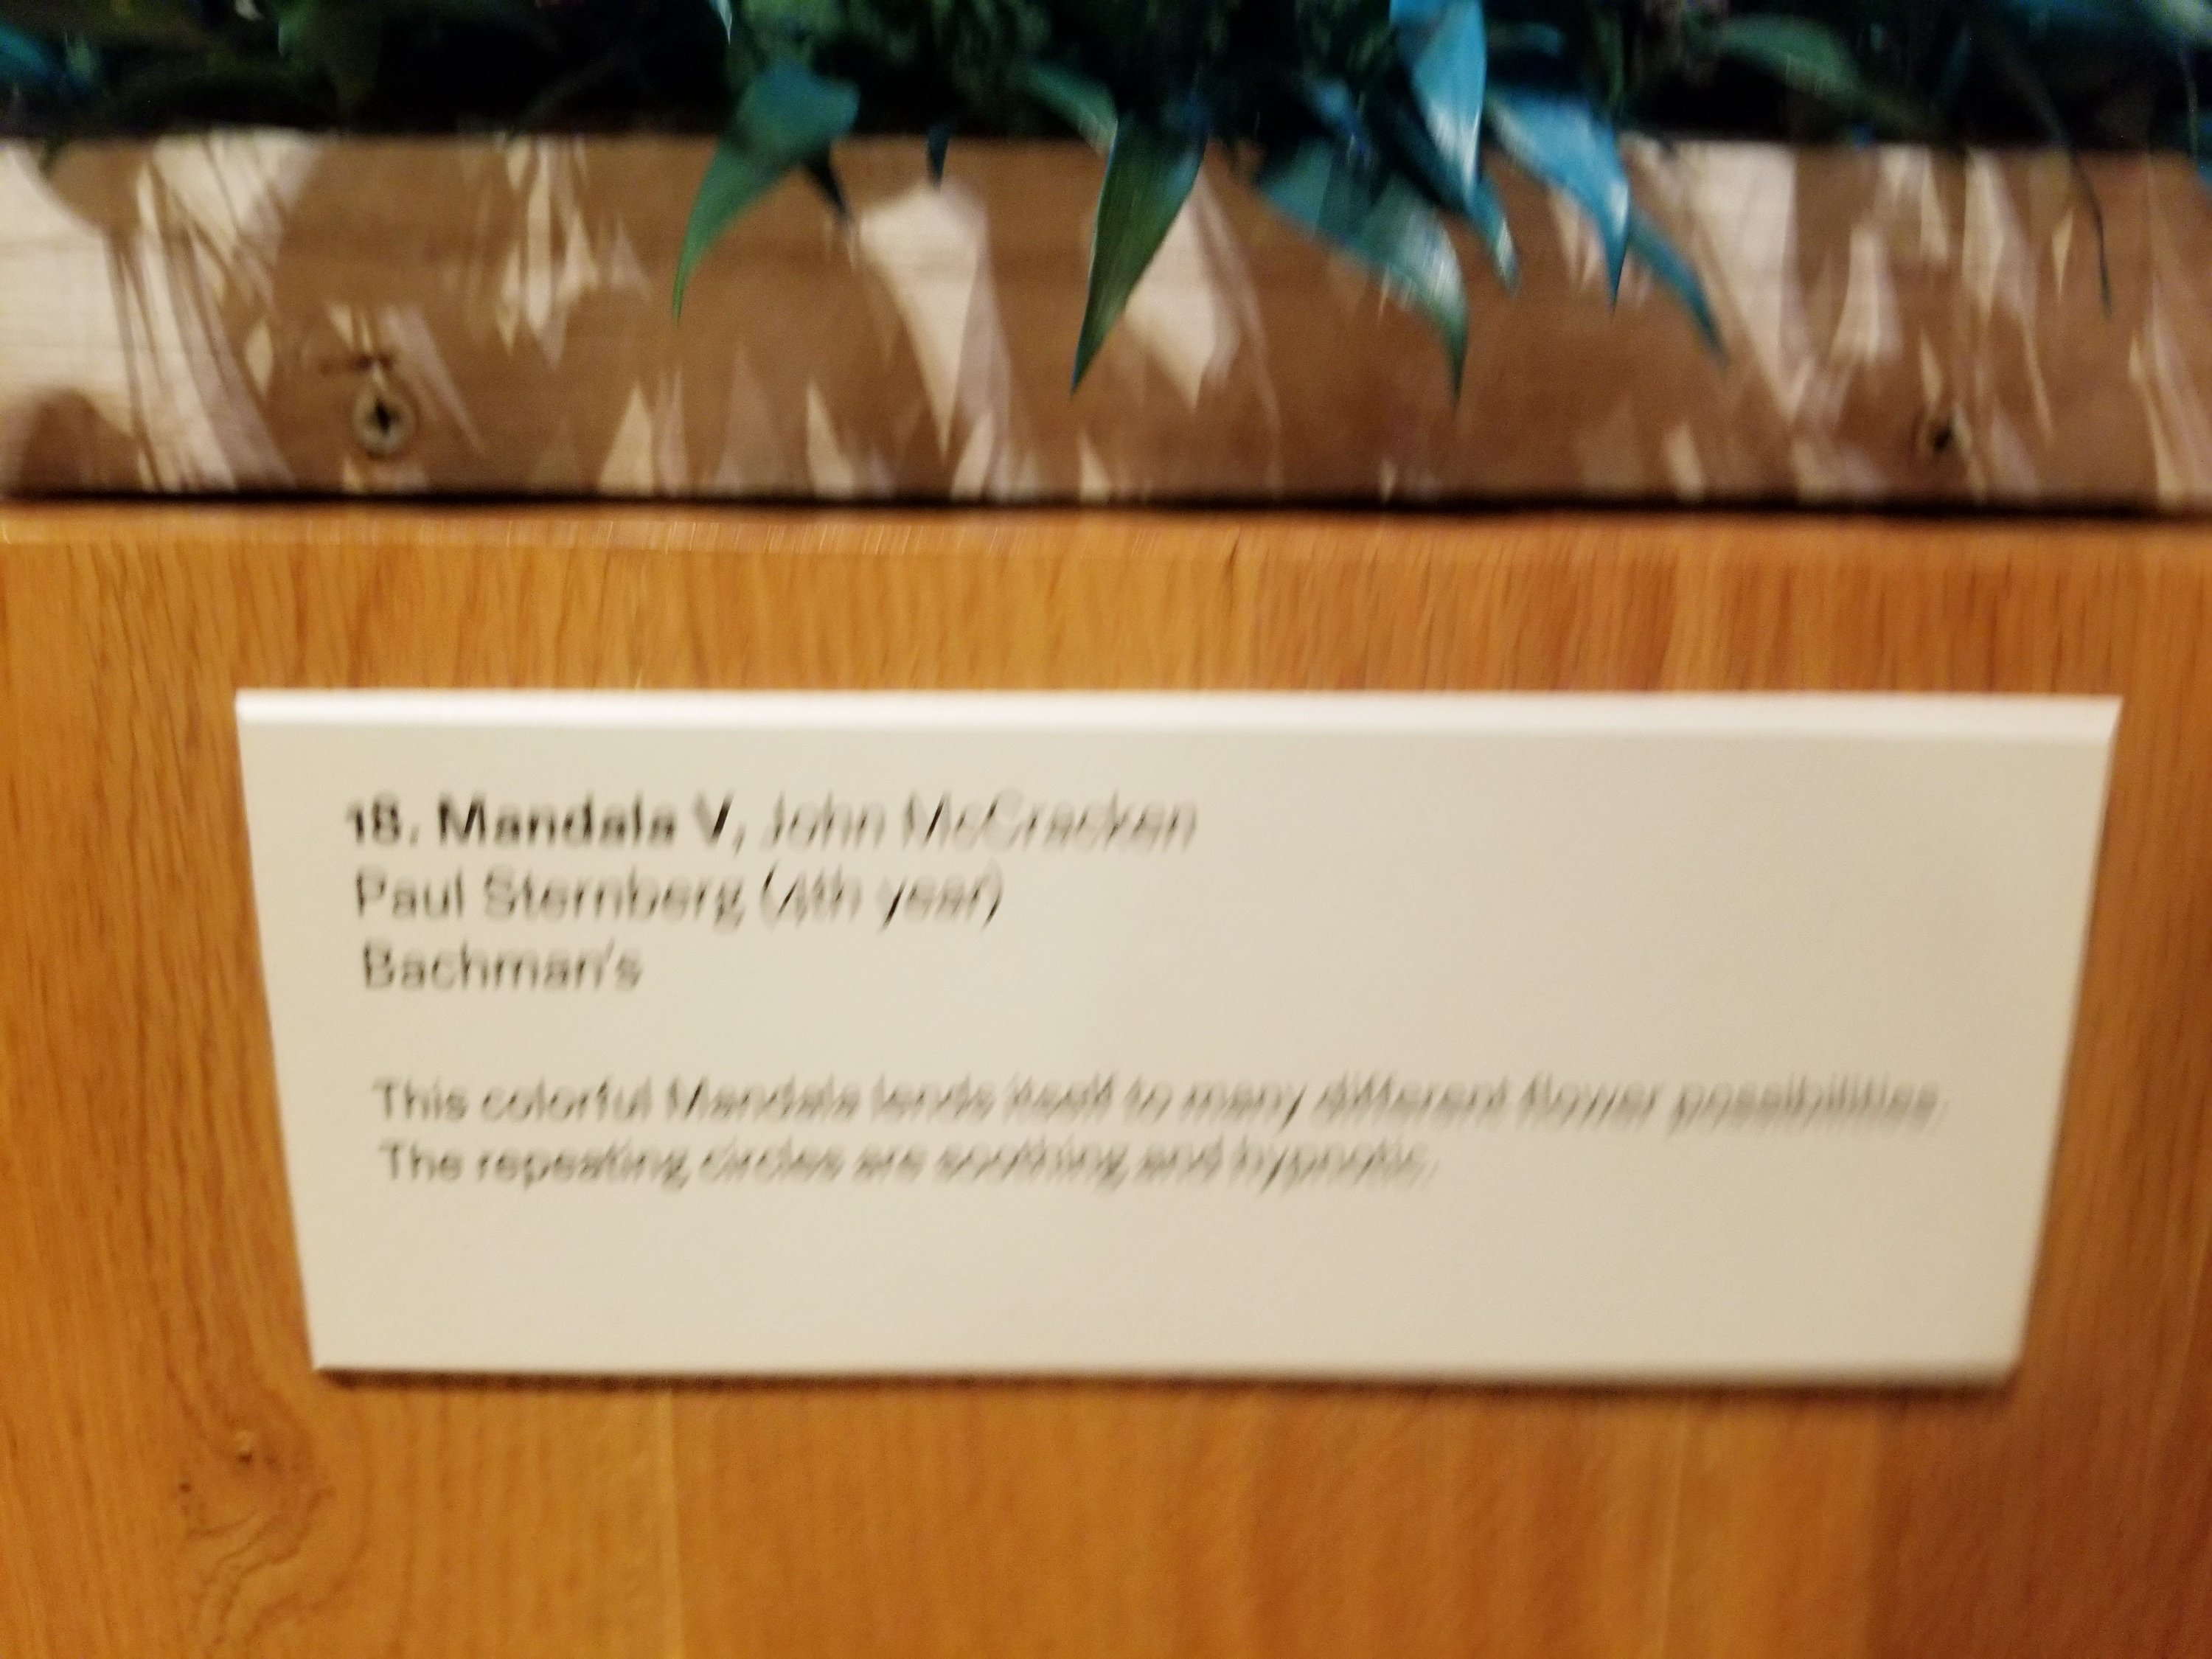 18. Mandala V, John McCracken
Paul Sternberg (4th year)
Bachman's
This colorful Mandala lends itself to many different flower possibilities.
The repeating circles are soothing and hypnotic.